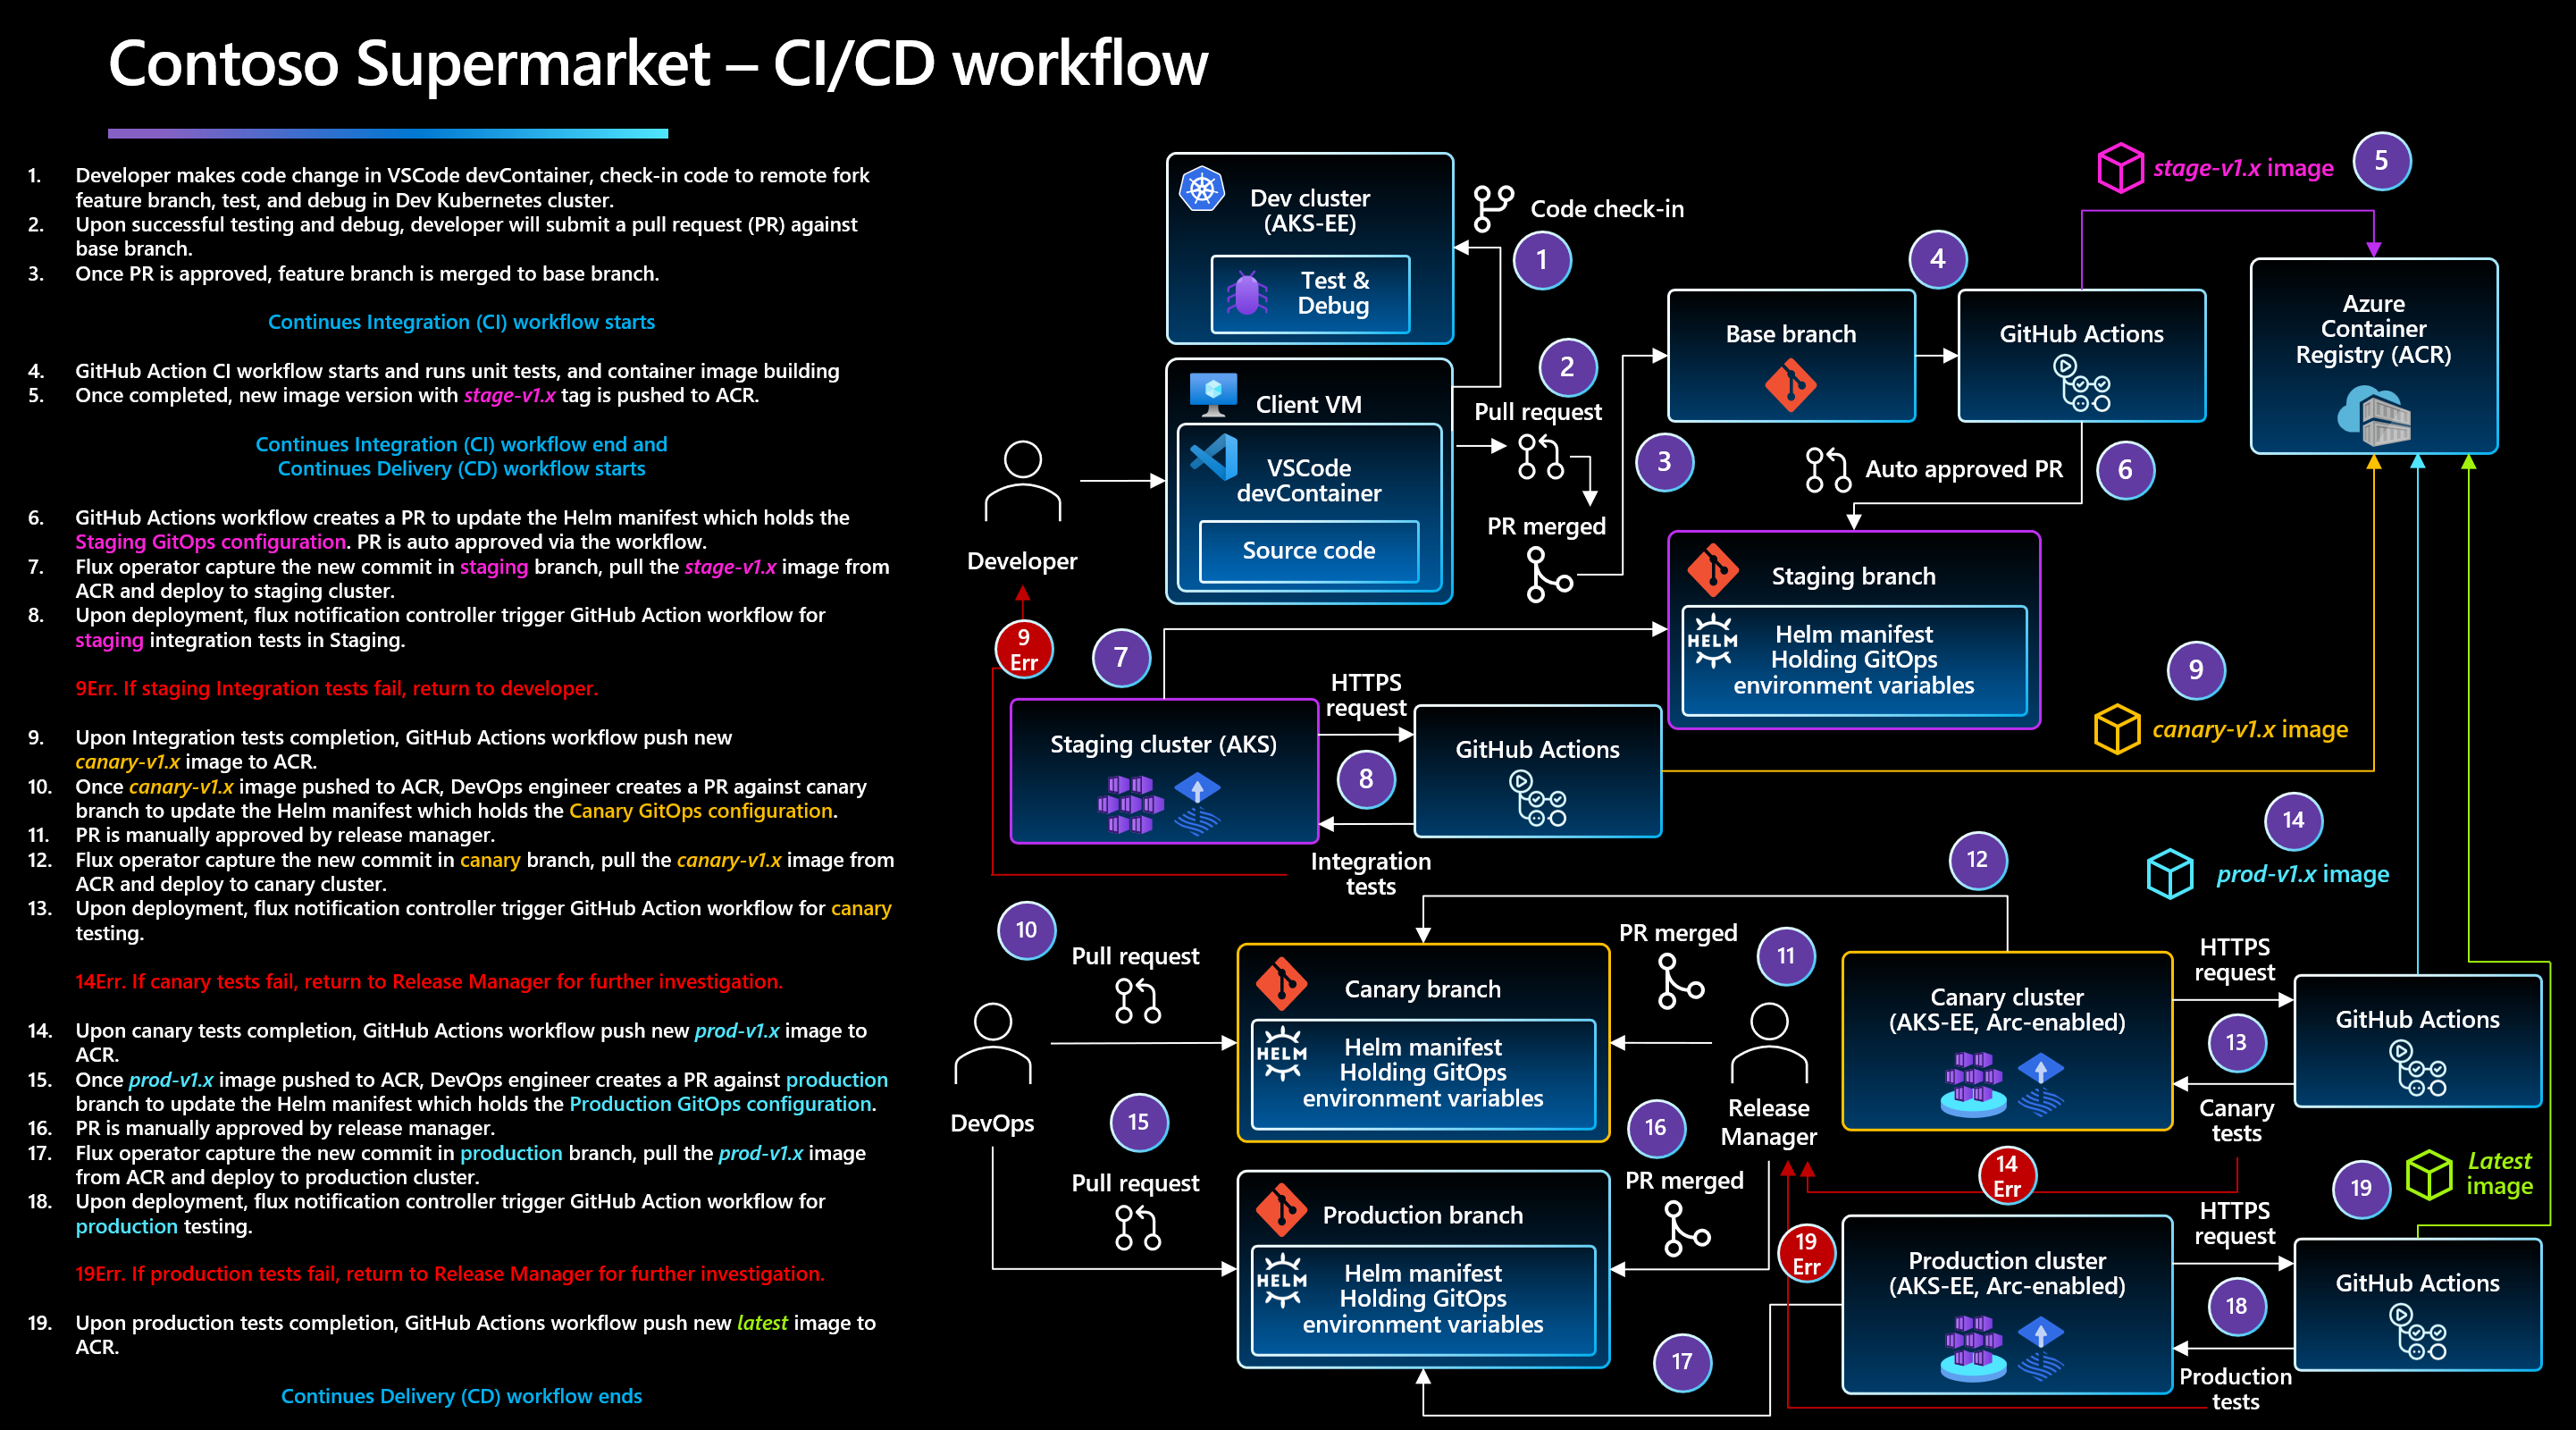 Contoso Supermarket – CI/CD workflow
1. Developer makes code change in VSCode devContainer, check-in code to remote fork
feature branch, test, and debug in Dev Kubernetes cluster.
2. Upon successful testing and debug, developer will submit a pull request (PR) against
base branch.
3. Once PR is approved, feature branch is merged to base branch.
Continues Integration (CI) workflow starts
4. GitHub Action CI workflow starts and runs unit tests, and container image building
5. Once completed, new image version with stage-v1.x tag is pushed to ACR.
Continues Integration (CI) workflow end and
Continues Delivery (CD) workflow starts
6. GitHub Actions workflow creates a PR to update the Helm manifest which holds the
Staging GitOps configuration. PR is auto approved via the workflow.
7. Flux operator capture the new commit in staging branch, pull the stage-v1.x image from
ACR and deploy to staging cluster.
8. Upon deployment, flux notification controller trigger GitHub Action workflow for
staging integration tests in Staging.
9Err. If staging Integration tests fail, return to developer.
9. Upon Integration tests completion, GitHub Actions workflow push new
canary-v1.x image to ACR.
10. Once canary-v1.x image pushed to ACR, DevOps engineer creates a PR against canary
branch to update the Helm manifest which holds the Canary GitOps configuration.
11. PR is manually approved by release manager.
12. Flux operator capture the new commit in canary branch, pull the canary-v1.x image from
ACR and deploy to canary cluster.
13. Upon deployment, flux notification controller trigger GitHub Action workflow for canary
testing.
14Err. If canary tests fail, return to Release Manager for further investigation.
14. Upon canary tests completion, GitHub Actions workflow push new prod-v1.x image to
ACR.
15. Once prod-v1.x image pushed to ACR, DevOps engineer creates a PR against production
branch to update the Helm manifest which holds the Production GitOps configuration.
16. PR is manually approved by release manager.
17. Flux operator capture the new commit in production branch, pull the prod-v1.x image
from ACR and deploy to production cluster.
18. Upon deployment, flux notification controller trigger GitHub Action workflow for
production testing.
19Err. If production tests fail, return to Release Manager for further investigation.
19. Upon production tests completion, GitHub Actions workflow push new latest image to
ACR.
Continues Delivery (CD) workflow ends
Dev cluster
(AKS-EE)
Test &
Debug
Code check-in
1
Client VM
VSCode
devContainer
Source code
Developer
2
Pull request
3
PR merged
Base branch
4
GitHub Actions
stage-v1.x image
5
Azure
Container
Registry (ACR)
Auto approved PR
6
Staging branch
HELM
Helm manifest
Holding GitOps
environment variables
9
Err
7
Staging cluster (AKS)
HTTPS
request
8
Integration
tests
GitHub Actions
9
canary-v1.x image
10
Pull request
DevOps
Canary branch
HELM
Helm manifest
Holding GitOps
environment variables
PR merged
11
Release
Manager
12
Canary cluster
(AKS-EE, Arc-enabled)
HTTPS
request
13
Canary
tests
GitHub Actions
14
prod-v1.x image
14
Err
15
Pull request
Production branch
HELM
Helm manifest
Holding GitOps
environment variables
16
PR merged
17
19
Err
Production cluster
(AKS-EE, Arc-enabled)
HTTPS
request
18
Production
tests
GitHub Actions
19
Latest
image